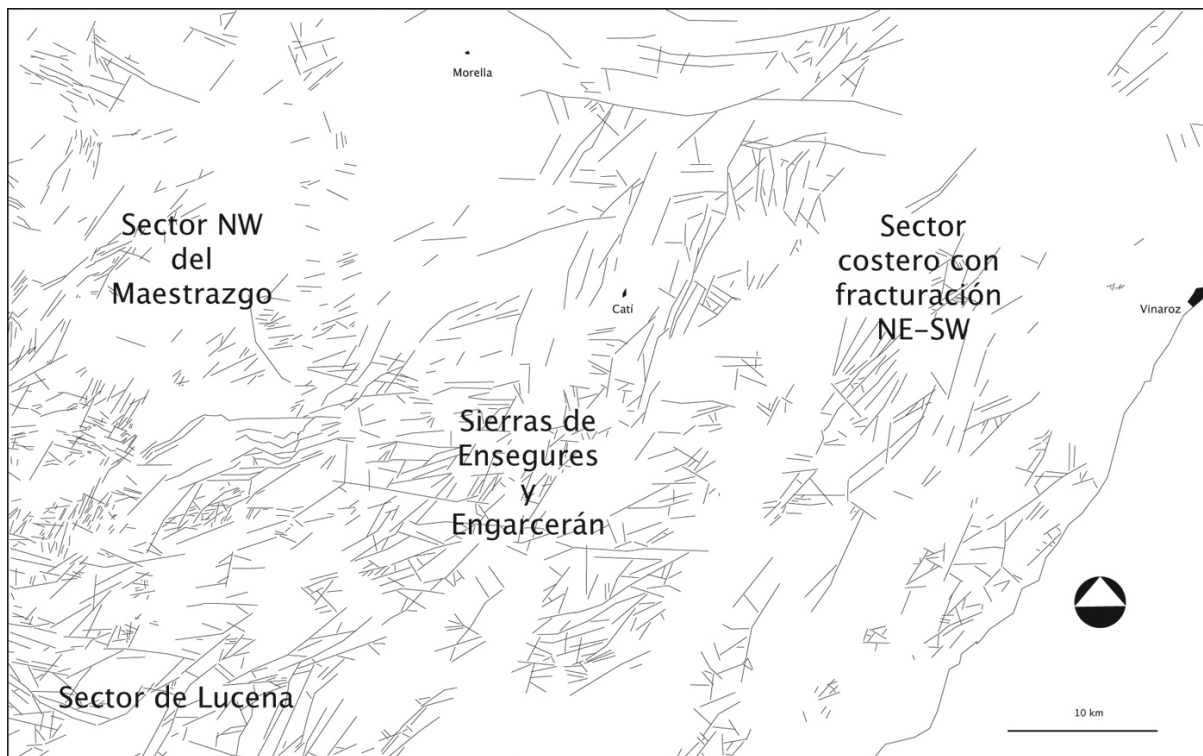 Morella
Sector NW
del
Maestrazgo
Sector
costero con
fracturación
NE-SW
Catí
Vinaroz
Sierras de
Ensegures
y
Engarcerán
Sector de Lucena
10 km